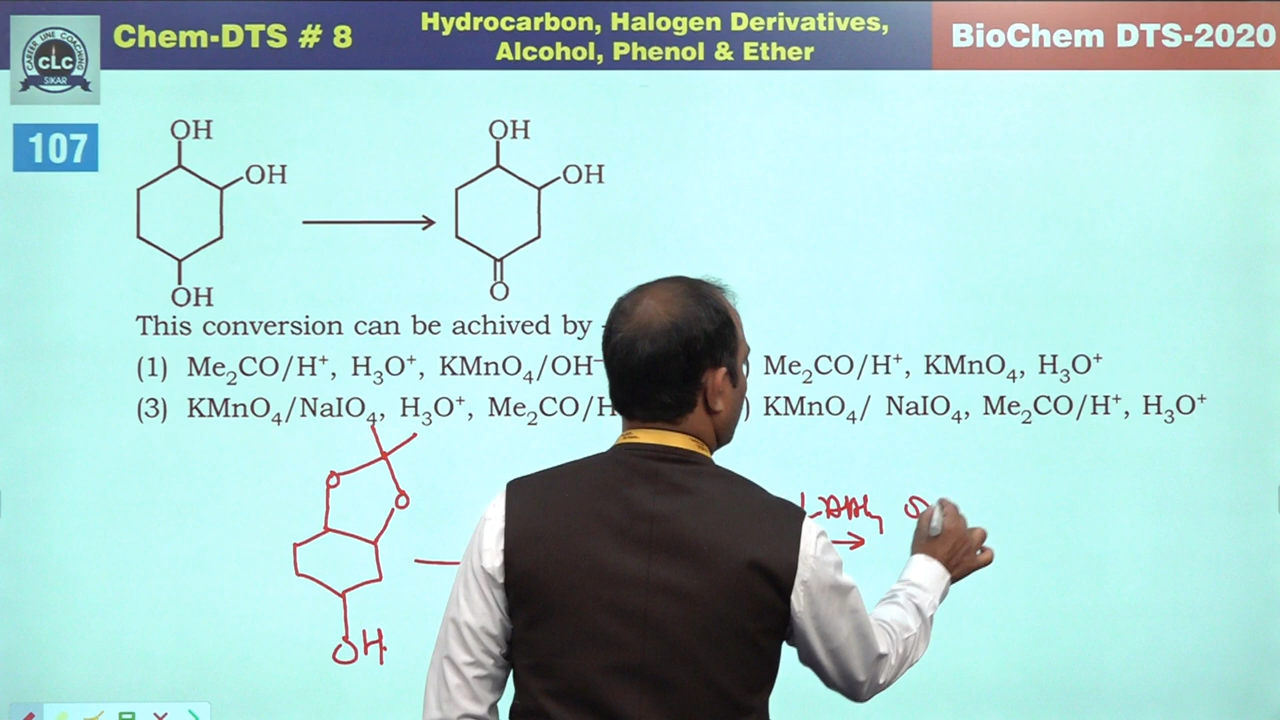 Chem-DTS # 8
Hydrocarbon, Halogen Derivatives,
Alcohol, Phenol & Ether
BioChem DTS-2020
CAREER LINE COACHING
CLC
SIKAR
107
OH
OH
OH
OH
OH
O
This conversion can be achived by
(1) Me₂CO/H⁺, H₃O⁺, KMnO₄/OH⁻
) Me₂CO/H⁺, KMnO₄, H₃O⁺
(3) KMnO₄/NaIO₄, H₃O⁺, Me₂CO/H
) KMnO₄/ NaIO₄, Me₂CO/H⁺, H₃O⁺
O
O
OH